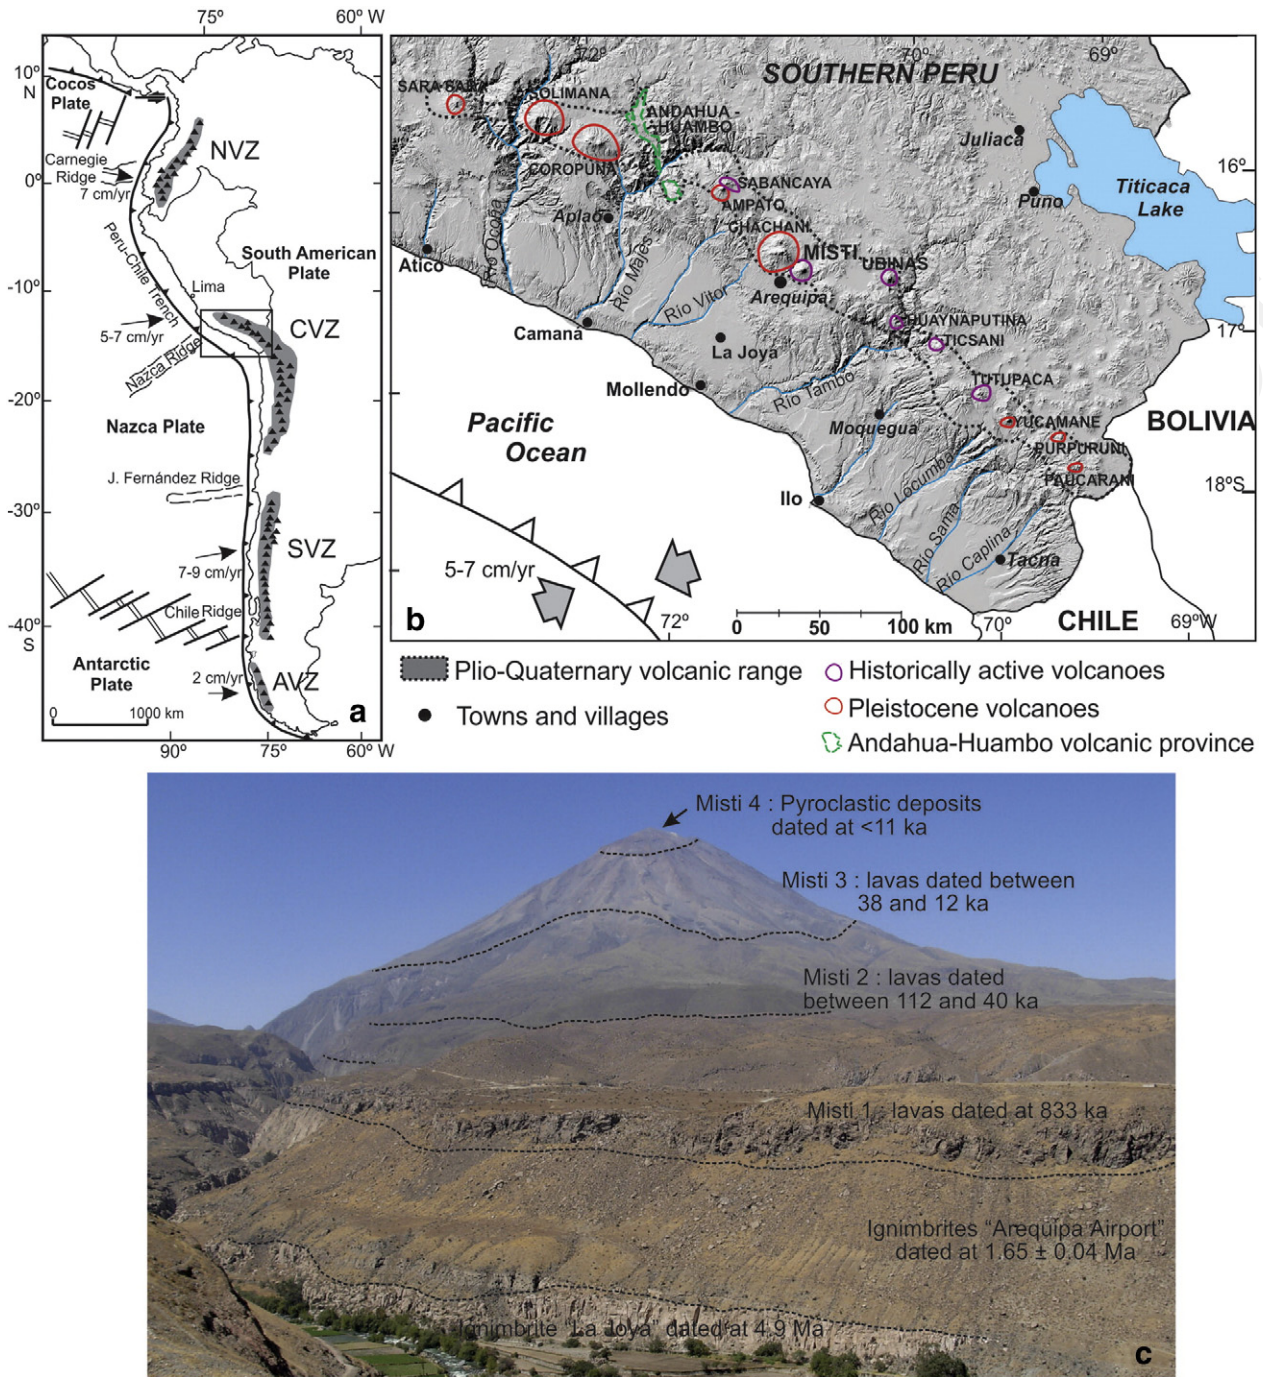 75º
60º W
10º
N
Cocos
Plate
Carnegie
Ridge
7 cm/yr
0º
NVZ
Peru-Chile Trench
South American
Plate
Lima
-10º
5-7 cm/yr
CVZ
Nazca Ridge
-20º
Nazca Plate
J. Fernández Ridge
-30º
SVZ
7-9 cm/yr
Chile Ridge
-40º
S
Antarctic
Plate
2 cm/yr
AVZ
0
1000 km
a
90º
75º
60º W
72º
70º
69º
SOUTHERN PERU
SARA SARA
SOLIMANA
ANDAHUA
HUAMBO
COROPUNA
Juliaca
16º
Titicaca
Lake
Puno
SABANCAYA
AMPATO
Aplao
CHACHANI
MISTI
UBINAS
Atico
Rio Ocoña
Rio Majes
Rio Vitor
Arequipa
Camaná
HUAYNAPUTINA
17º
La Joya
TICSANI
Mollendo
Rio Tambo
TUTUPACA
Moquegua
YUCAMANE
BOLIVIA
PURPURUNI
PAUCARANI
Pacific
Ocean
18ºS
Ilo
Rio Locumba
Rio Sama
Rio Caplina
Tacna
5-7 cm/yr
b
72º
0
50
100 km
70º
CHILE
69ºW
Plio-Quaternary volcanic range
Historically active volcanoes
Towns and villages
Pleistocene volcanoes
Andahua-Huambo volcanic province
Misti 4 : Pyroclastic deposits
dated at <11 ka
Misti 3 : lavas dated between
38 and 12 ka
Misti 2 : lavas dated
between 112 and 40 ka
Misti 1 : lavas dated at 833 ka
Ignimbrites “Arequipa Airport”
dated at 1.65 ± 0.04 Ma
Ignimbrite “La Joya” dated at 4.9 Ma
c